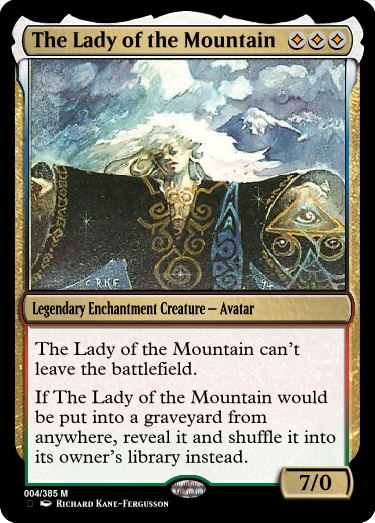 The Lady of the Mountain
CRKF
94
Legendary Enchantment Creature – Avatar
The Lady of the Mountain can't
leave the battlefield.
If The Lady of the Mountain would
be put into a graveyard from
anywhere, reveal it and shuffle it into
its owner's library instead.
7/0
004/385 M
Richard Kane-Fergusson